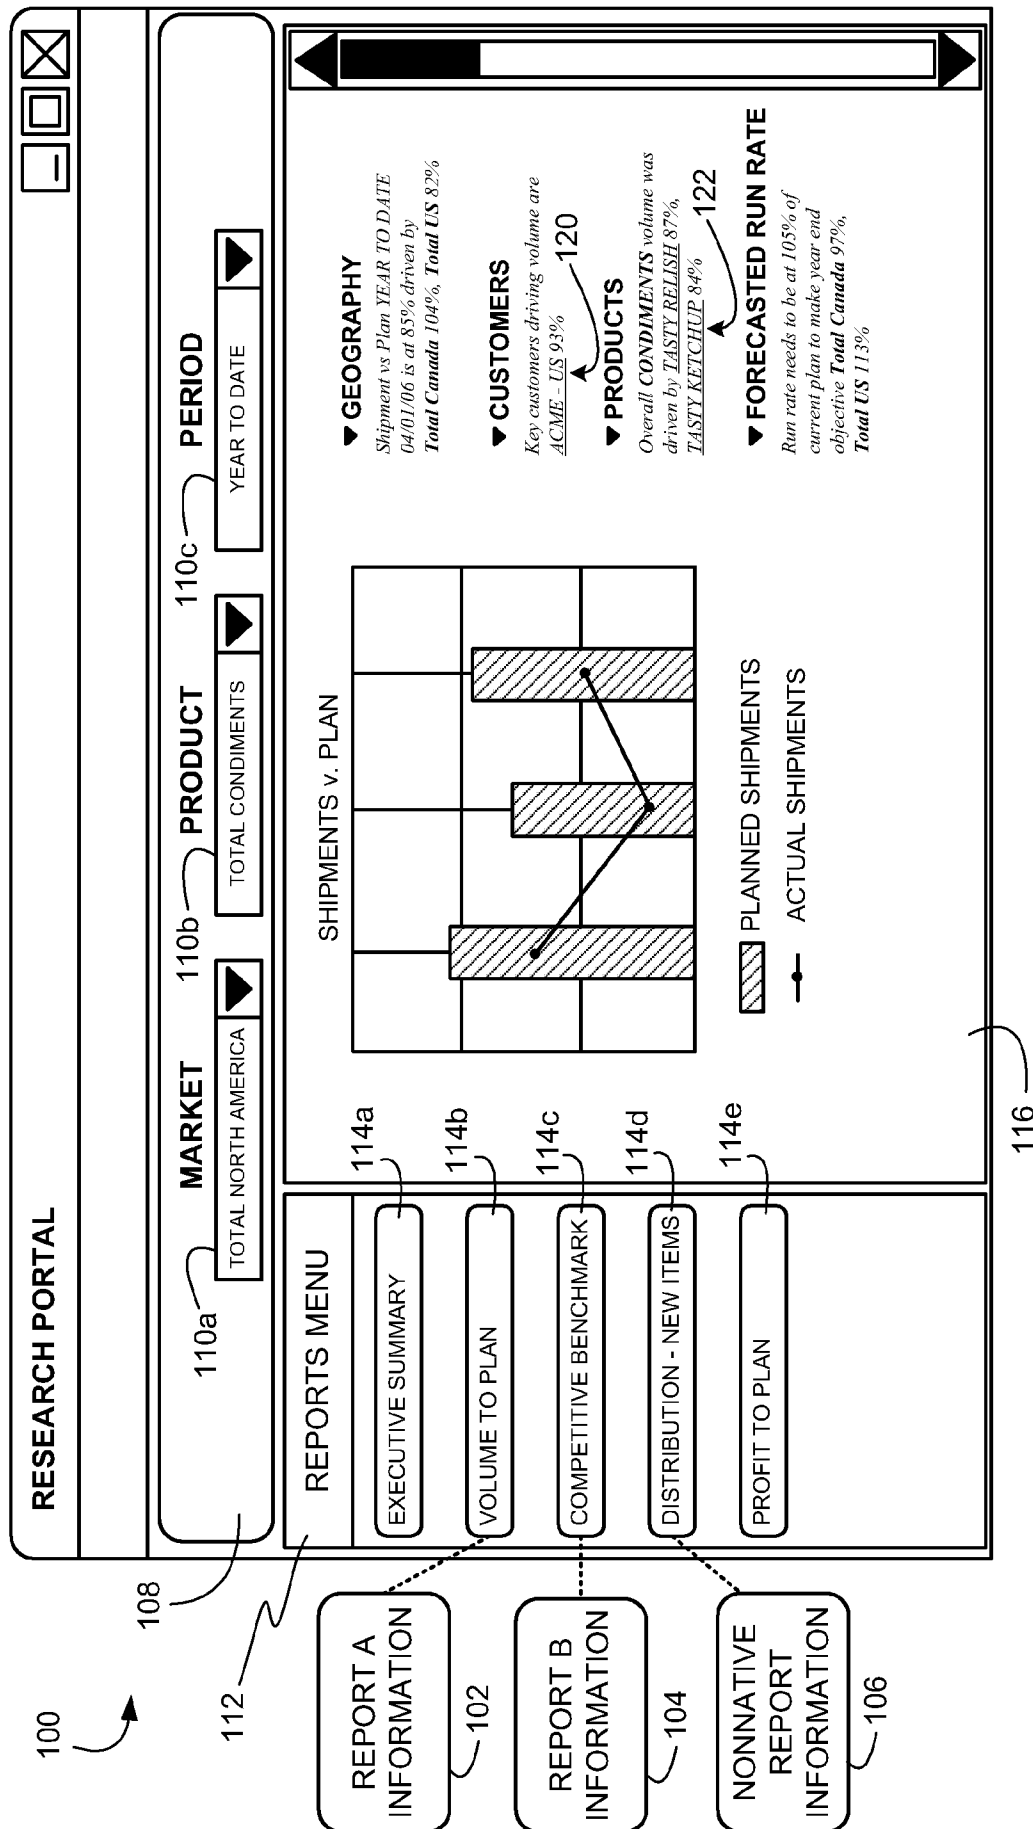 100
RESEARCH PORTAL
108
110a
MARKET
TOTAL NORTH AMERICA
110b
PRODUCT
TOTAL CONDIMENTS
110c
PERIOD
YEAR TO DATE
112
REPORTS MENU
EXECUTIVE SUMMARY
114a
VOLUME TO PLAN
114b
COMPETITIVE BENCHMARK
114c
DISTRIBUTION - NEW ITEMS
114d
PROFIT TO PLAN
114e
REPORT A
INFORMATION
102
REPORT B
INFORMATION
104
NONNATIVE
REPORT
INFORMATION
106
SHIPMENTS v. PLAN
PLANNED SHIPMENTS
ACTUAL SHIPMENTS
GEOGRAPHY
Shipment vs Plan YEAR TO DATE
04/01/06 is at 85% driven by
Total Canada 104%, Total US 82%
CUSTOMERS
Key customers driving volume are
ACME - US 93%
120
PRODUCTS
Overall CONDIMENTS volume was
driven by TASTY RELISH 87%,
TASTY KETCHUP 84%
122
FORECASTED RUN RATE
Run rate needs to be at 105% of
current plan to make year end
objective Total Canada 97%,
Total US 113%
116